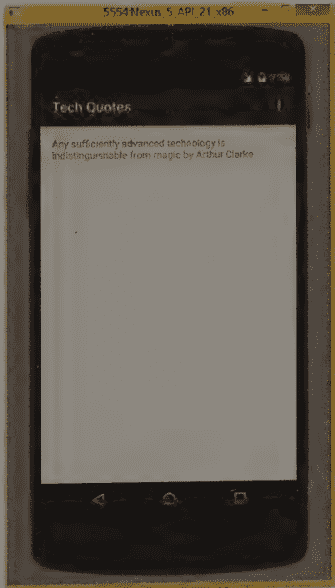 5554:Nexus_5_API_21_x86
Tech Quotes
Any sufficiently advanced technology is
indistinguishable from magic by Arthur Clarke